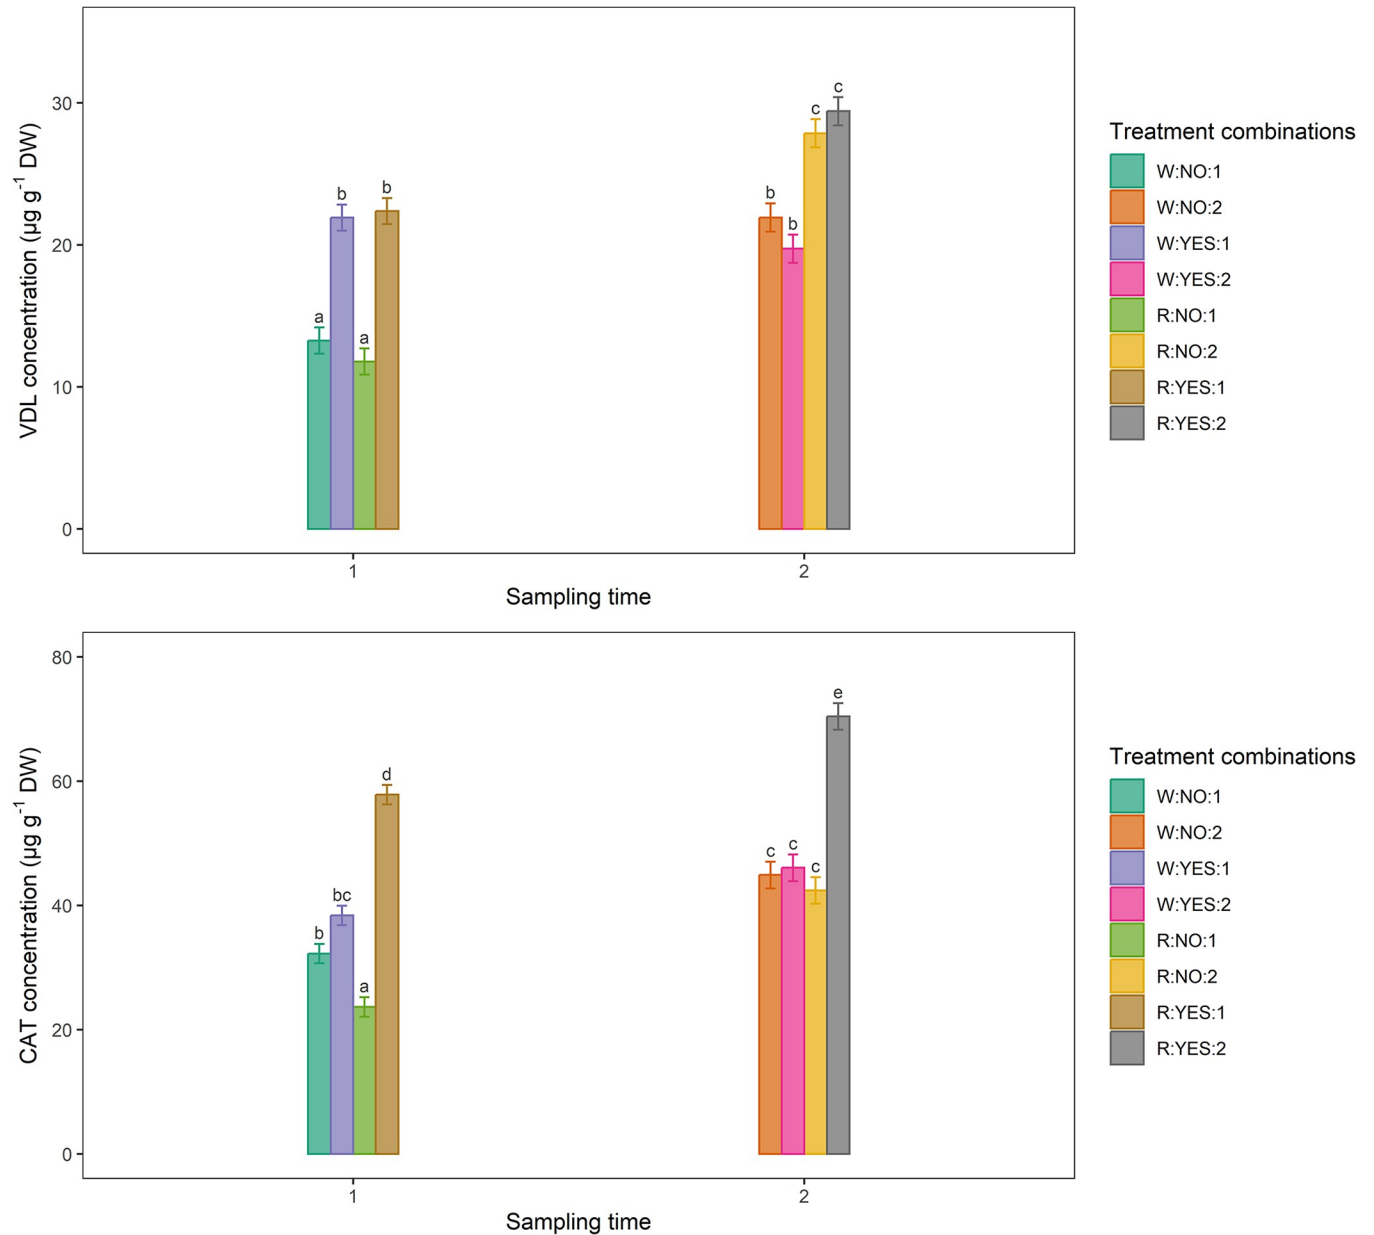 VDL concentration (µg g⁻¹ DW)
30
20
10
0
a
b
a
b
b
b
c
c
1
2
Sampling time
Treatment combinations
W:NO:1
W:NO:2
W:YES:1
W:YES:2
R:NO:1
R:NO:2
R:YES:1
R:YES:2
CAT concentration (µg g⁻¹ DW)
80
60
40
20
0
b
bc
a
d
c
c
c
e
1
2
Sampling time
Treatment combinations
W:NO:1
W:NO:2
W:YES:1
W:YES:2
R:NO:1
R:NO:2
R:YES:1
R:YES:2